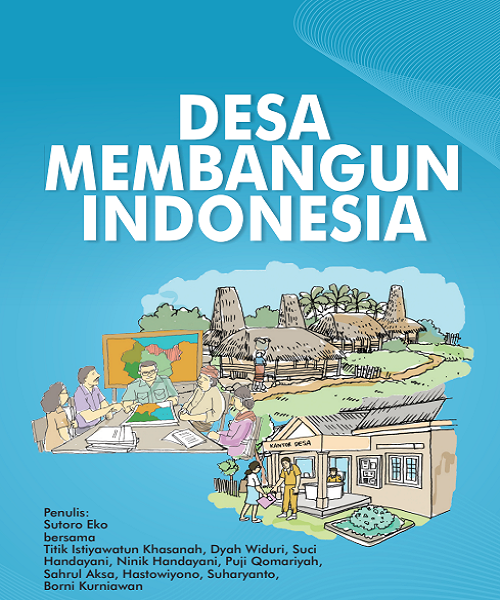 DESA
MEMBANGUN
INDONESIA
KANTOR DESA
Penulis:
Sutoro Eko
bersama
Titik Istiyawatun Khasanah, Dyah Widuri, Suci
Handayani, Ninik Handayani, Puji Qomariyah,
Sahrul Aksa, Hastowiyono, Suharyanto,
Borni Kurniawan